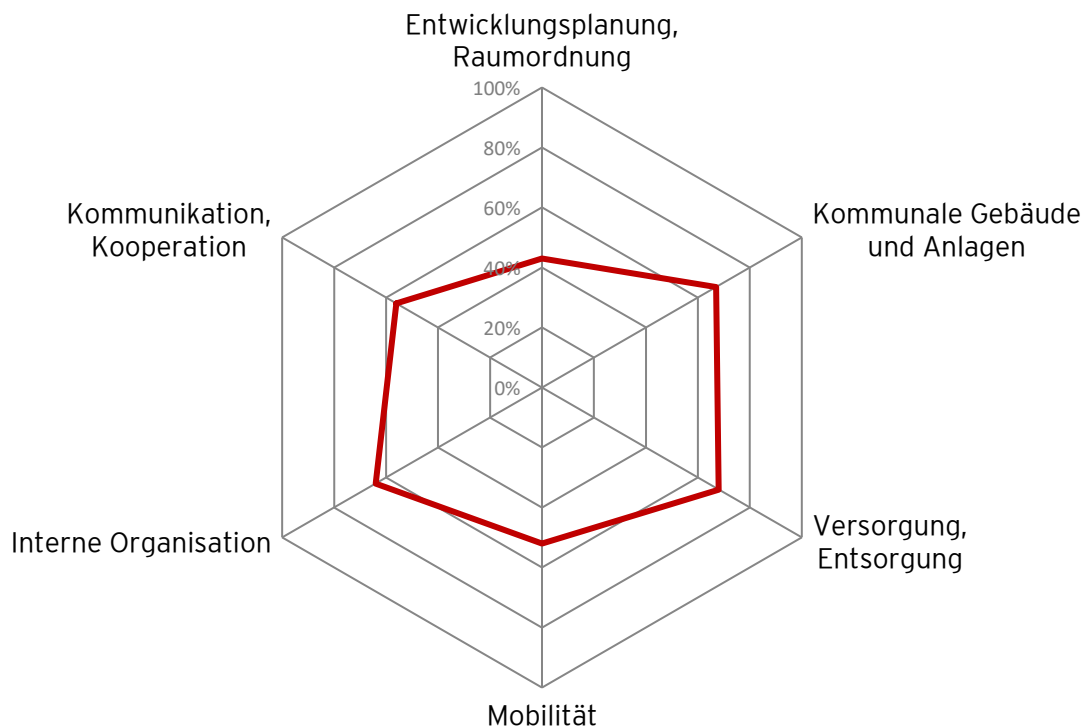 Entwicklungsplanung,
Raumordnung
100%
80%
60%
40%
20%
0%
Kommunikation,
Kooperation
Kommunale Gebäude
und Anlagen
Interne Organisation
Versorgung,
Entsorgung
Mobilität